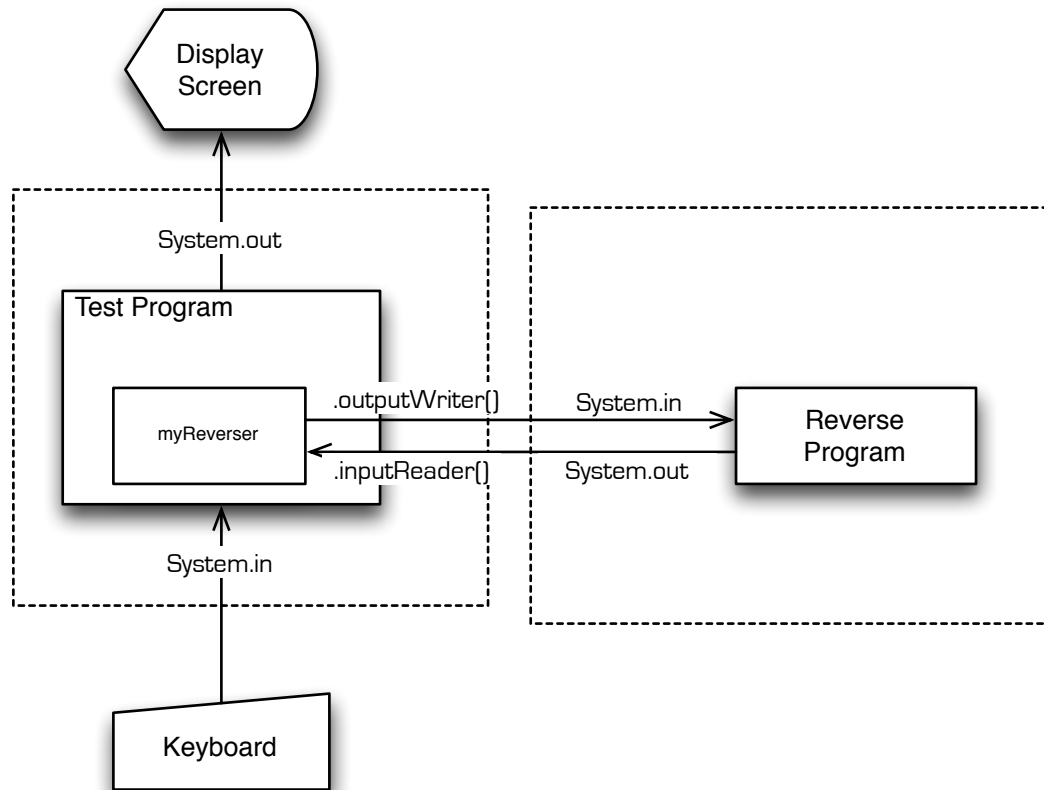 Display
Screen
System.out
Test Program
.outputWriter()
System.in
myReverser
Reverse
Program
.inputReader()
System.out
System.in
Keyboard